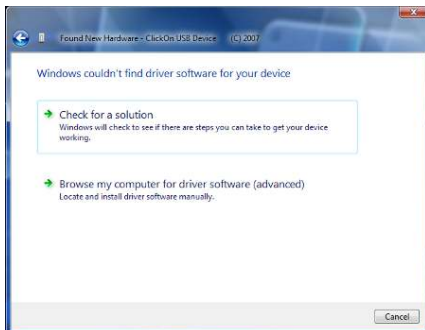 Found New Hardware - ClickOn USB Device (C) 2007
Windows couldn't find driver software for your device
Check for a solution
Windows will check to see if there are steps you can take to get your device
working.
Browse my computer for driver software (advanced)
Locate and install driver software manually.
Cancel